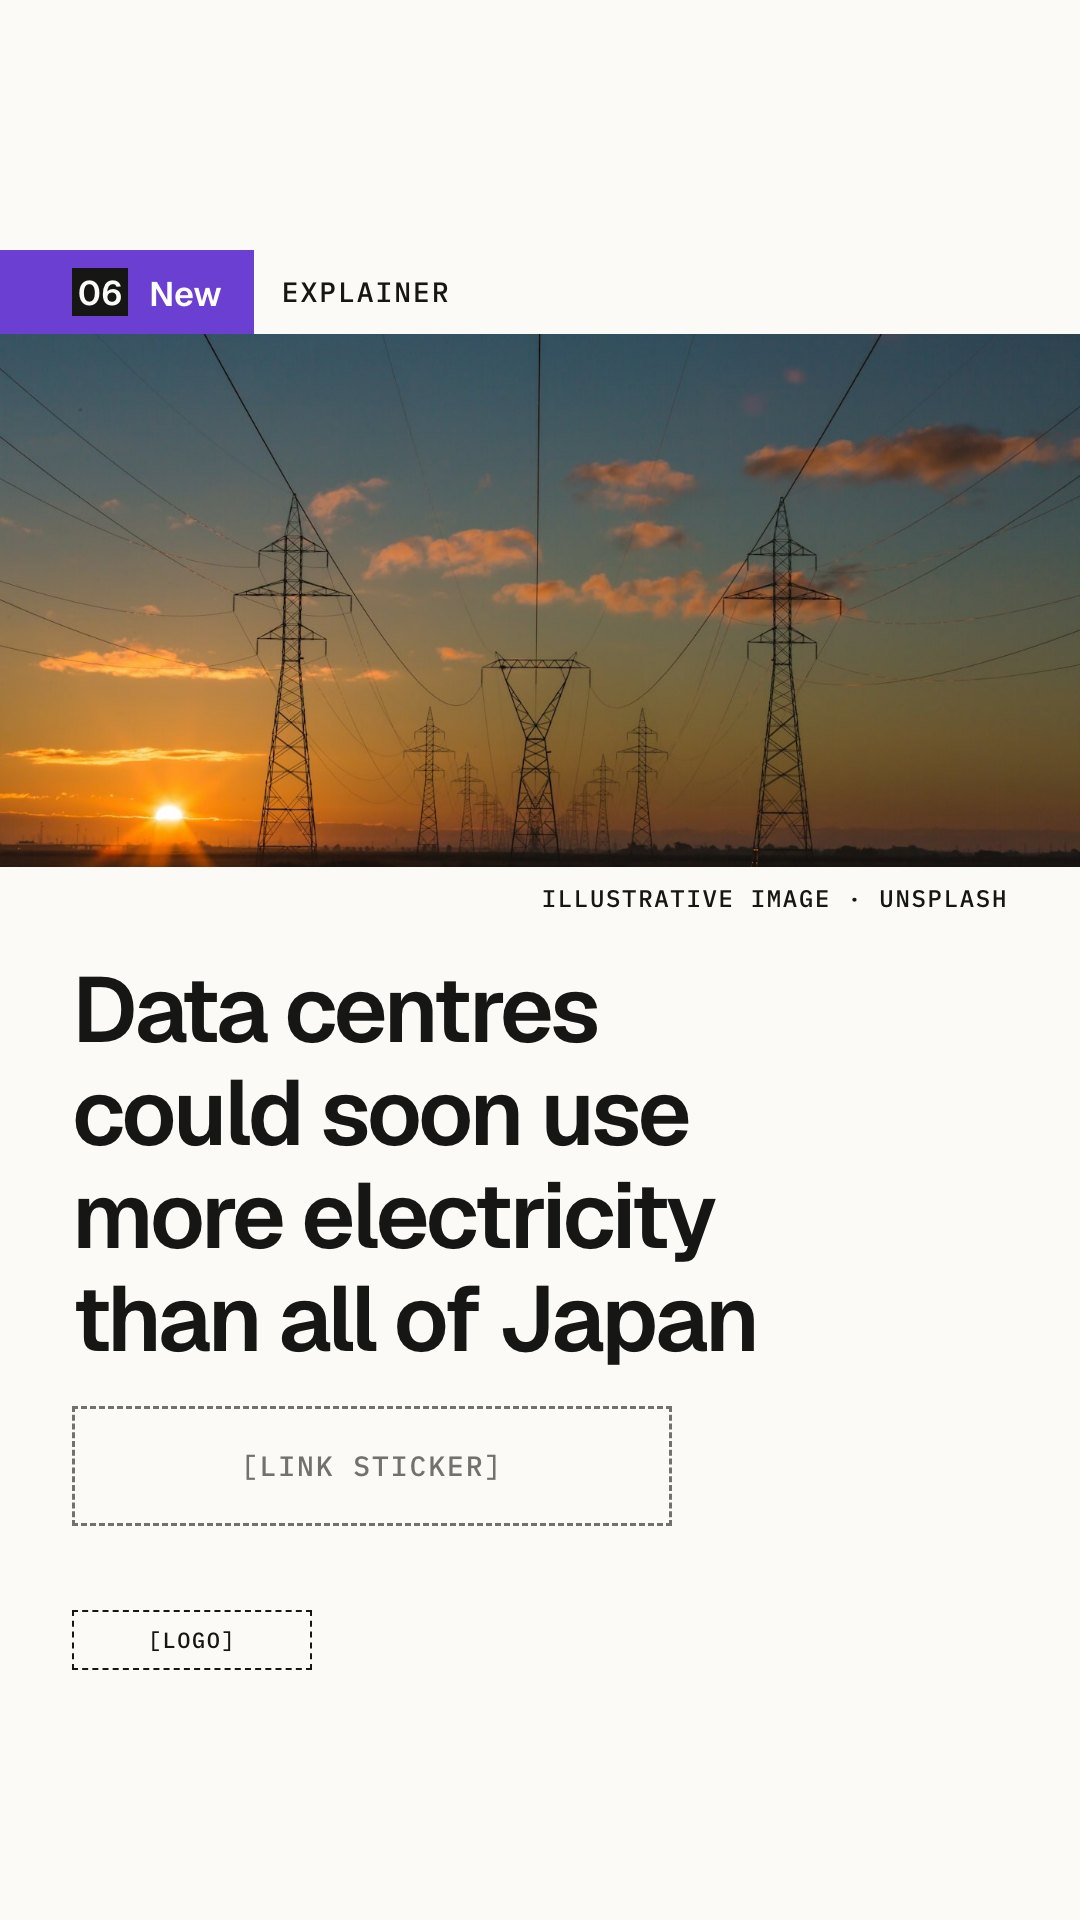 06 New EXPLAINER
ILLUSTRATIVE IMAGE · UNSPLASH
Data centres
could soon use
more electricity
than all of Japan
[LINK STICKER]
[LOGO]